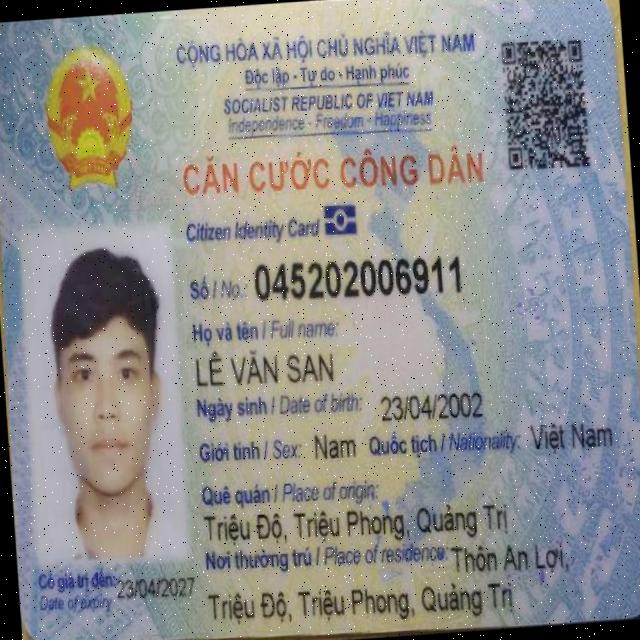 CỘNG HÒA XÃ HỘI CHỦ NGHĨA VIỆT NAM
Độc lập - Tự do - Hạnh phúc
SOCIALIST REPUBLIC OF VIET NAM
Independence - Freedom - Happiness
CĂN CƯỚC CÔNG DÂN
Citizen Identity Card
Số / No.: 045202006911
Họ và tên / Full name:
LÊ VĂN SAN
Ngày sinh / Date of birth: 23/04/2002
Giới tính / Sex: Nam Quốc tịch / Nationality: Việt Nam
Quê quán / Place of origin:
Triệu Độ, Triệu Phong, Quảng Trị
Nơi thường trú / Place of residence: Thôn An Lợi,
Triệu Độ, Triệu Phong, Quảng Trị
Có giá trị đến: 23/04/2027
Date of expiry